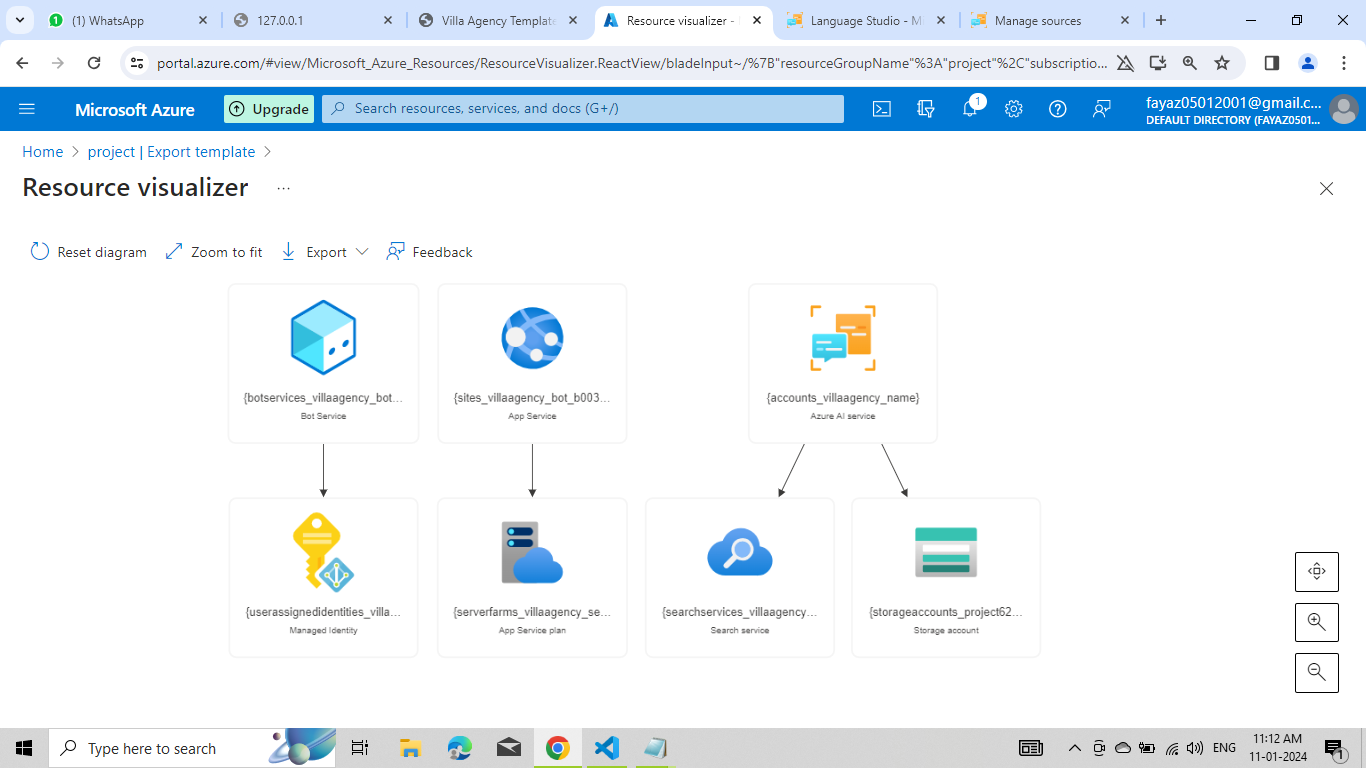 (1) WhatsApp
127.0.0.1
Villa Agency Template
Resource visualizer -
Language Studio - M
Manage sources
portal.azure.com/#view/Microsoft_Azure_Resources/ResourceVisualizer.ReactView/bladeInput~/%7B"resourceGroupName"%3A"project"%2C"subscriptio...
Microsoft Azure
Upgrade
Search resources, services, and docs (G+/)
1
fayaz05012001@gmail.c...
DEFAULT DIRECTORY (FAYAZ0501...
Home > project | Export template >
Resource visualizer ...
Reset diagram
Zoom to fit
Export
Feedback
{botservices_villaagency_bot...
Bot Service
{sites_villaagency_bot_b003...
App Service
{accounts_villaagency_name}
Azure AI service
{userassignedidentities_villa...
Managed Identity
{serverfarms_villaagency_se...
App Service plan
{searchservices_villaagency...
Search service
{storageaccounts_project62...
Storage account
Type here to search
ENG
11:12 AM
11-01-2024
1